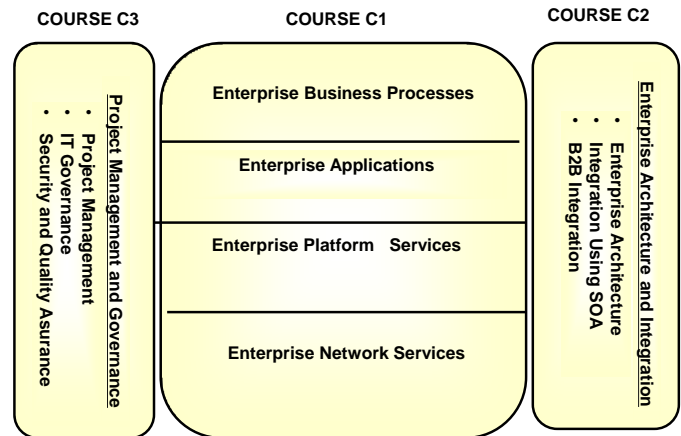 COURSE C3
COURSE C1
COURSE C2
Project Management and Governance
• Project Management
• IT Governance
• Security and Quality Asurance
Enterprise Business Processes
Enterprise Applications
Enterprise Platform Services
Enterprise Network Services
Enterprise Architecture and Integration
• Enterprise Architecture
• Integration Using SOA
B2B Integration